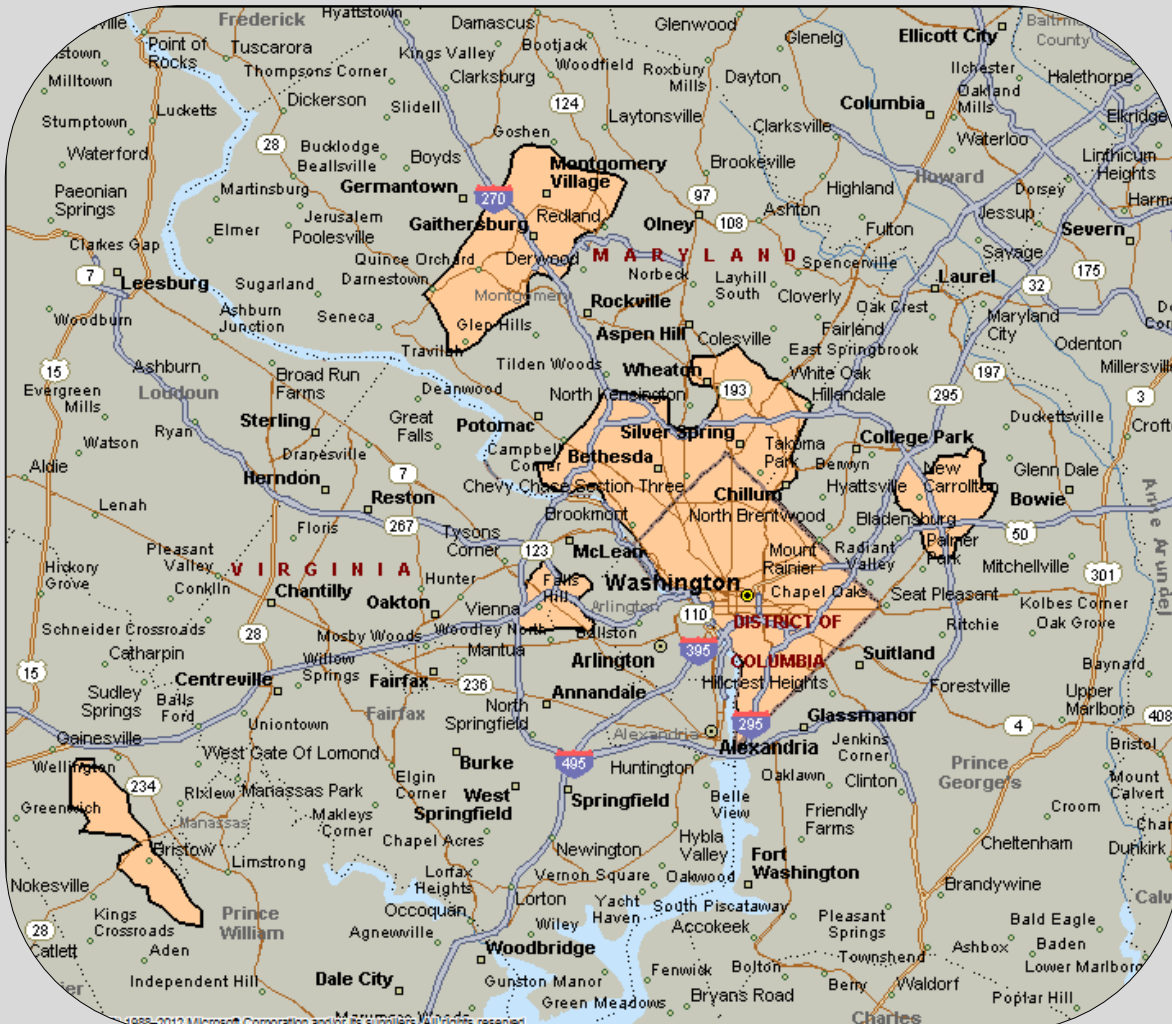 Frederick
Hyattstown
Damascus
Glenwood
Glenelg
Ellicott City
County
Point of
Rocks
Tuscarora
Kings Valley
Bootjack
Woodfield
Milltown
Thompsons Corner
Clarksburg
Roxbury
Mills
Dayton
Ilchester
Halethorpe
Lucketts
Dickerson
Slidell
124
Laytonsville
Columbia
Oakland
Mills
Elkridge
Stumptown
Goshen
Clarksville
Waterloo
28
Bucklodge
Beallsville
Waterford
Boyds
Montgomery
Village
Brookeville
Linthicum
Heights
Paeonian
Springs
Martinsburg
Germantown
270
97
Highland
Howard
Dorsey
Jerusalem
Poolesville
Gaithersburg
Redland
Olney
108
Ashton
Jessup
Elmer
Fulton
Severn
Clarkes Gap
Quince Orchard
Derwood
MARYLAND
Spencerville
Savage
7
Leesburg
Sugarland
Darnestown
Norbeck
Layhill
South
Laurel
175
32
Montgomery
Rockville
Cloverly
Woodburn
Ashburn
Junction
Seneca
Glen Hills
Oak Crest
Maryland
City
Aspen Hill
Colesville
Fairland
Odenton
Travilah
East Springbrook
15
Ashburn
Broad Run
Farms
Tilden Woods
Wheaton
White Oak
197
Millersville
Evergreen
Mills
Loudoun
Deanwood
North Kensington
193
Hillandale
295
3
Sterling
Great
Falls
Potomac
Duckettsville
Ryan
Silver Spring
Takoma
Park
College Park
Watson
Dranesville
Campbell
Corner
Bethesda
Berwyn
New
Carrollton
Glenn Dale
Aldie
Herndon
7
Chevy Chase Section Three
Chillum
Hyattsville
Bowie
Reston
Lenah
Floris
267
Brookmont
North Brentwood
Bladensburg
50
Anne Arundel
Tysons
Corner
123
McLean
Mount
Rainier
Radiant
Valley
Palmer
Park
Pleasant
Valley
Hickory
Grove
VIRGINIA
Conklin
Hunter
Falls
Hill
Washington
Mitchellville
301
Chantilly
Oakton
Vienna
Arlington
Chapel Oaks
Seat Pleasant
Kolbes Corner
110
DISTRICT OF
COLUMBIA
Ritchie
Oak Grove
Schneider Crossroads
28
Mosby Woods
Woodley North
Ballston
Catharpin
Willow
Springs
Mantua
Arlington
395
Suitland
Baynard
15
Centreville
Fairfax
236
Annandale
Hillcrest Heights
Forestville
Upper
Marlboro
Sudley
Springs
Balls
Ford
Fairfax
North
Springfield
295
Glassmanor
408
Uniontown
Alexandria
4
Gainesville
West Gate Of Lomond
Alexandria
Jenkins
Corner
Bristol
Wellington
Burke
495
Huntington
Oaklawn
Clinton
Prince
George's
Mount
Calvert
234
Rixlew
Manassas Park
Elgin
Corner
West
Springfield
Springfield
Belle
View
Greenwich
Makleys
Corner
Friendly
Farms
Croom
Manassas
Chapel Acres
Hybla
Valley
Cheltenham
Dunkirk
Bristow
Limstrong
Newington
Fort
Washington
Nokesville
Lorfax
Heights
Vernon Square
Oakwood
Brandywine
Kings
Crossroads
Prince
William
Occoquan
Lorton
Yacht
Haven
South Piscataway
Pleasant
Springs
Bald Eagle
28
Catlett
Aden
Agnewville
Wiley
Accokeek
Ashbox
Baden
Woodbridge
Townshend
Lower Marlboro
Independent Hill
Dale City
Gunston Manor
Fenwick
Bolton
Berry
Waldorf
Green Meadows
Bryans Road
Poplar Hill
Charles
1988-2012 Microsoft Corporation and/or its suppliers. All rights reserved.